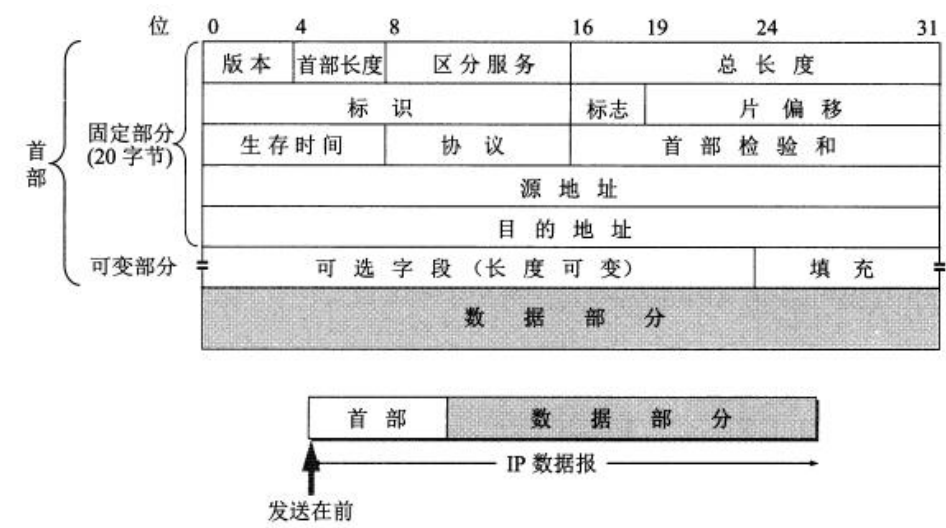 位 0 4 8 16 19 24 31
版本 首部长度 区分服务 总长度
标识 标志 片偏移
固定部分
(20 字节)
首部
生存时间 协议 首部检验和
源地址
目的地址
可变部分 可选字段（长度可变） 填充
数据部分
首部 数据部分
IP 数据报
发送在前